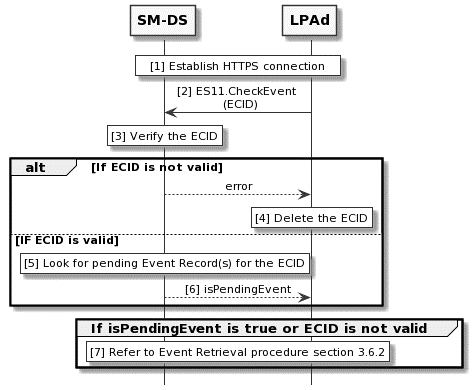 SM-DS
LPAd
[1] Establish HTTPS connection
[2] ES11.CheckEvent
(ECID)
[3] Verify the ECID
alt
[If ECID is not valid]
error
[4] Delete the ECID
[IF ECID is valid]
[5] Look for pending Event Record(s) for the ECID
[6] isPendingEvent
If isPendingEvent is true or ECID is not valid
[7] Refer to Event Retrieval procedure section 3.6.2